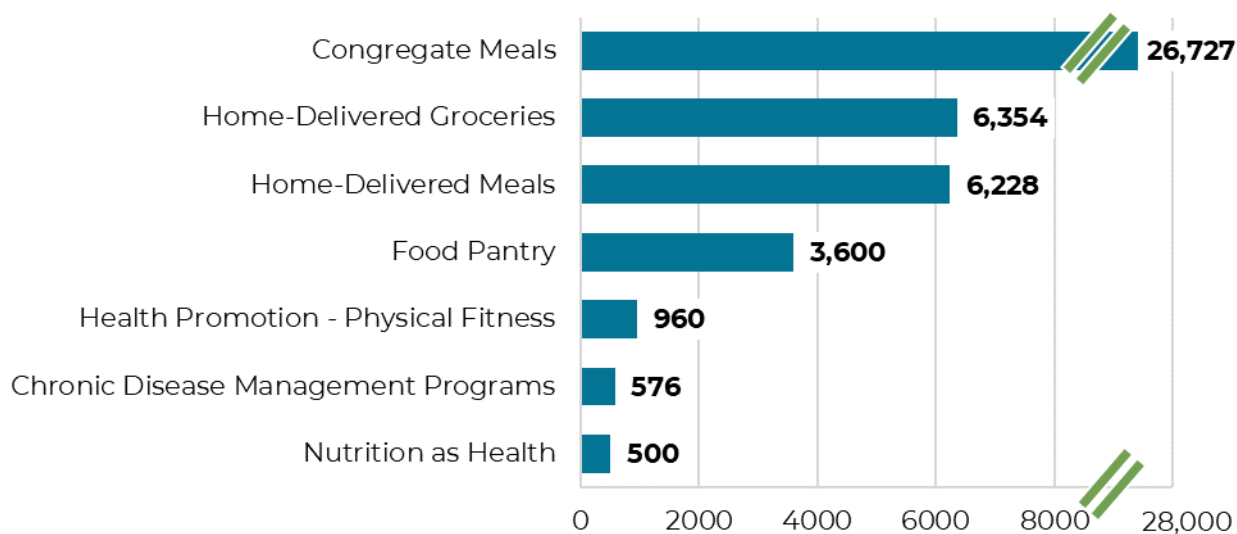 Congregate Meals 26,727
Home-Delivered Groceries 6,354
Home-Delivered Meals 6,228
Food Pantry 3,600
Health Promotion - Physical Fitness 960
Chronic Disease Management Programs 576
Nutrition as Health 500
0 2000 4000 6000 8000 28,000